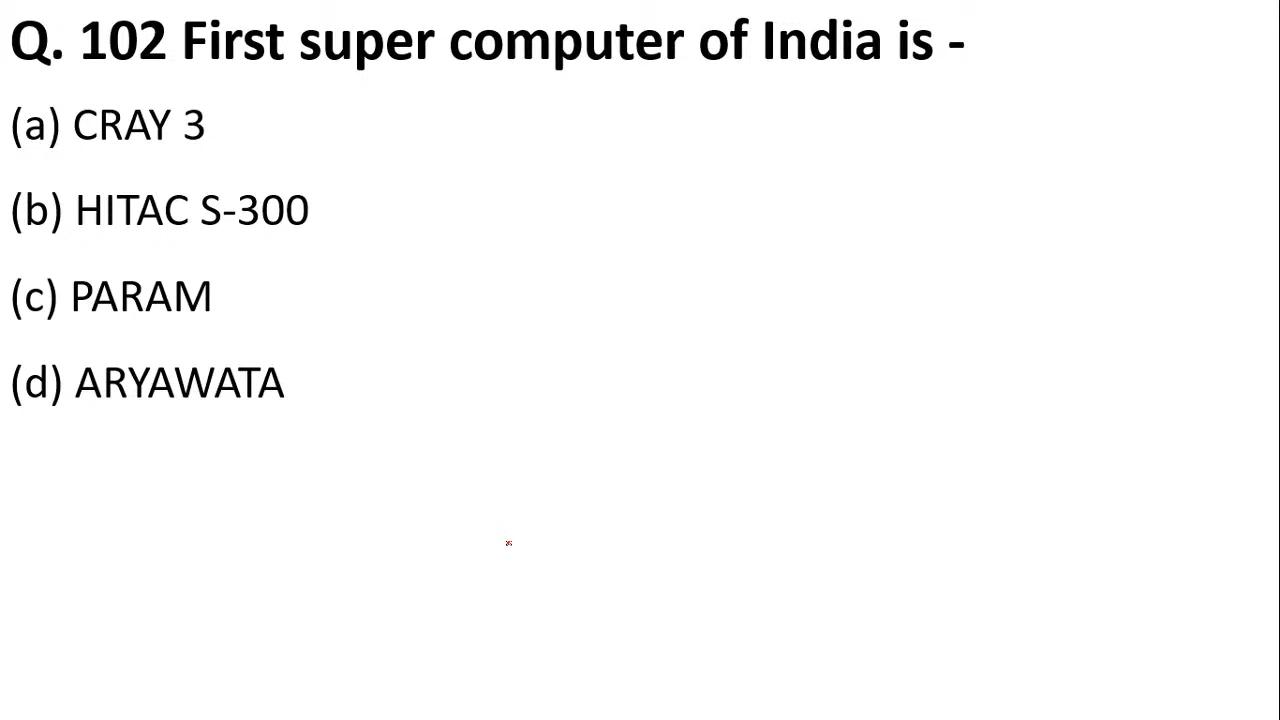 Q. 102 First super computer of India is -
(a) CRAY 3
(b) HITAC S-300
(c) PARAM
(d) ARYAWATA